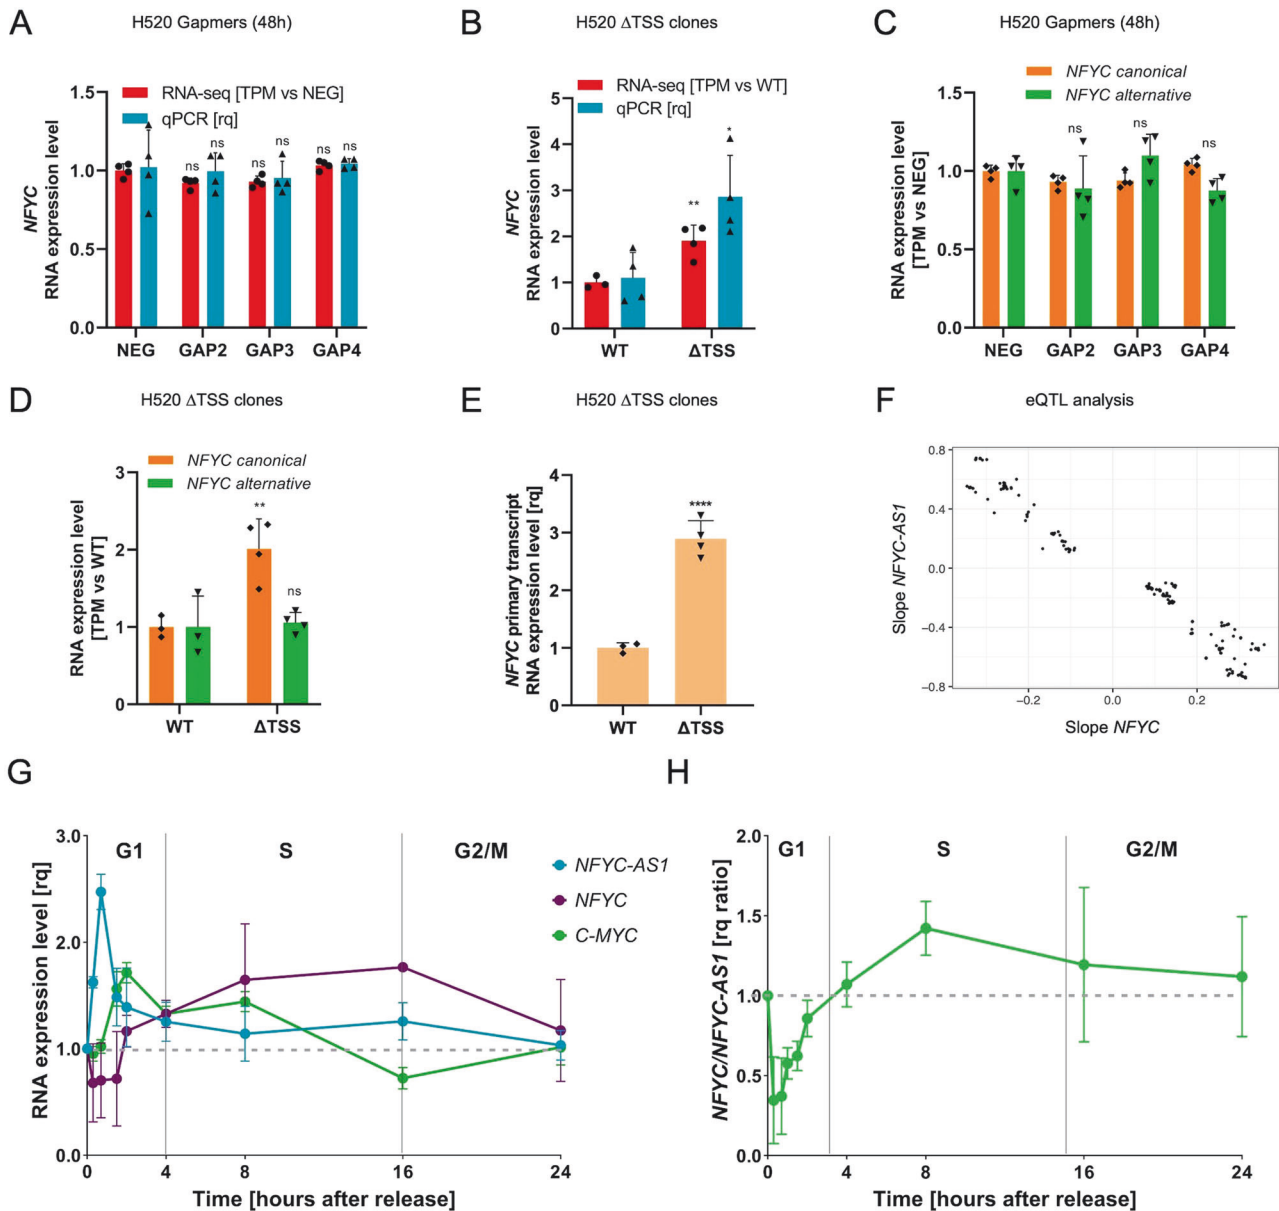 A
H520 Gapmers (48h)
RNA-seq [TPM vs NEG]
qPCR [rq]
NFYC
RNA expression level
1.5
1.0
0.5
0.0
ns ns ns ns ns ns
NEG GAP2 GAP3 GAP4
B
H520 ΔTSS clones
RNA-seq [TPM vs WT]
qPCR [rq]
NFYC
RNA expression level
5
4
3
2
1
0
** *
WT ΔTSS
C
H520 Gapmers (48h)
NFYC canonical
NFYC alternative
RNA expression level
[TPM vs NEG]
1.5
1.0
0.5
0.0
ns ns ns
NEG GAP2 GAP3 GAP4
D
H520 ΔTSS clones
NFYC canonical
NFYC alternative
RNA expression level
[TPM vs WT]
3
2
1
0
** ns
WT ΔTSS
E
H520 ΔTSS clones
NFYC primary transcript
RNA expression level [rq]
4
3
2
1
0
****
WT ΔTSS
F
eQTL analysis
Slope NFYC-AS1
0.8
0.4
0.0
−0.4
−0.8
−0.2 0.0 0.2
Slope NFYC
G
RNA expression level [rq]
3.0
2.0
1.0
0.0
G1 S G2/M
NFYC-AS1
NFYC
C-MYC
0 4 8 16 24
Time [hours after release]
H
NFYC/NFYC-AS1 [rq ratio]
2.0
1.5
1.0
0.5
0.0
G1 S G2/M
0 4 8 16 24
Time [hours after release]